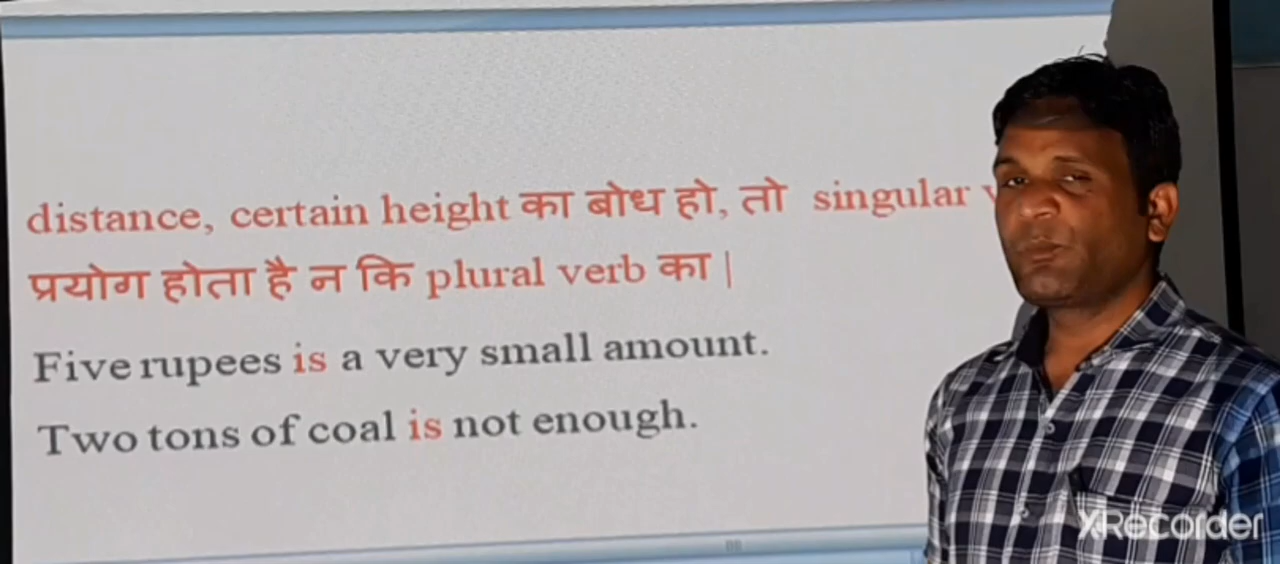 distance, certain height का बोध हो, तो singular
प्रयोग होता है न कि plural verb का |
Five rupees is a very small amount.
Two tons of coal is not enough.
XRecorder